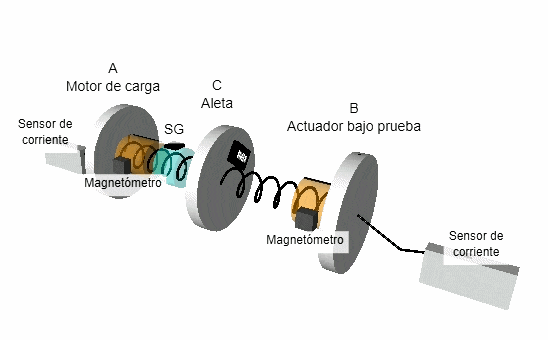 A
Motor de carga
C
Aleta
B
Actuador bajo prueba
SG
Sensor de
corriente
Magnetómetro
Magnetómetro
Sensor de
corriente